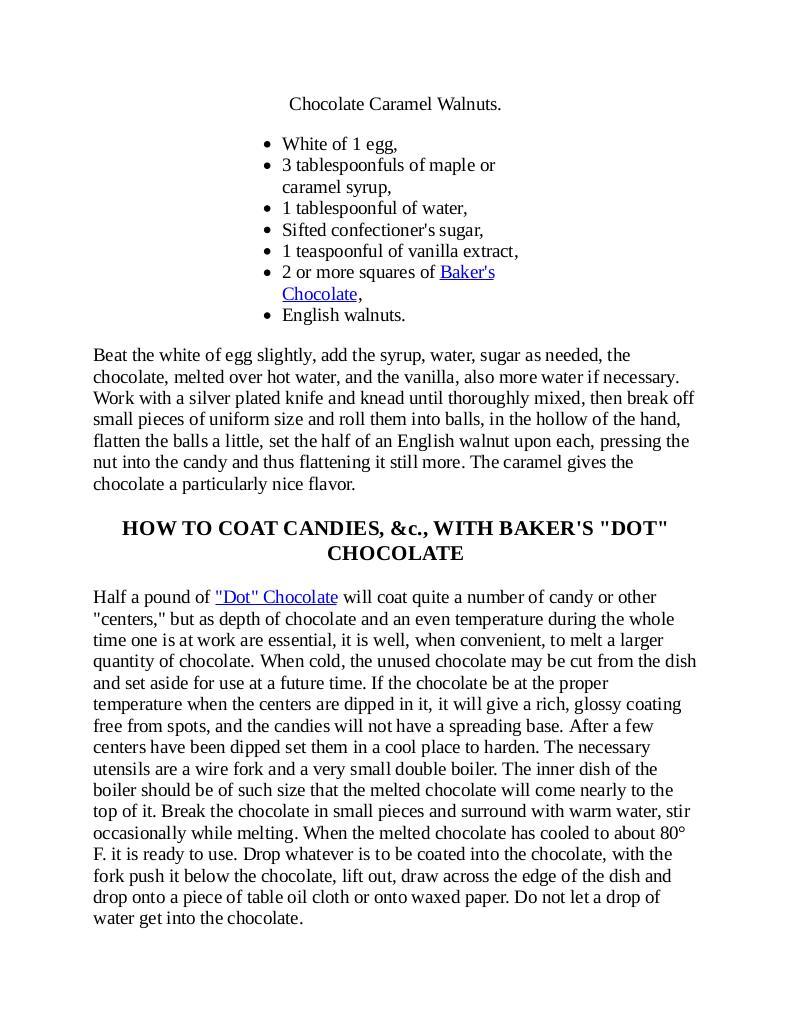 Chocolate Caramel Walnuts.
• White of 1 egg,
• 3 tablespoonfuls of maple or
caramel syrup,
• 1 tablespoonful of water,
• Sifted confectioner's sugar,
• 1 teaspoonful of vanilla extract,
• 2 or more squares of Baker's
Chocolate,
• English walnuts.
Beat the white of egg slightly, add the syrup, water, sugar as needed, the
chocolate, melted over hot water, and the vanilla, also more water if necessary.
Work with a silver plated knife and knead until thoroughly mixed, then break off
small pieces of uniform size and roll them into balls, in the hollow of the hand,
flatten the balls a little, set the half of an English walnut upon each, pressing the
nut into the candy and thus flattening it still more. The caramel gives the
chocolate a particularly nice flavor.
HOW TO COAT CANDIES, &c., WITH BAKER'S "DOT"
CHOCOLATE
Half a pound of "Dot" Chocolate will coat quite a number of candy or other
"centers," but as depth of chocolate and an even temperature during the whole
time one is at work are essential, it is well, when convenient, to melt a larger
quantity of chocolate. When cold, the unused chocolate may be cut from the dish
and set aside for use at a future time. If the chocolate be at the proper
temperature when the centers are dipped in it, it will give a rich, glossy coating
free from spots, and the candies will not have a spreading base. After a few
centers have been dipped set them in a cool place to harden. The necessary
utensils are a wire fork and a very small double boiler. The inner dish of the
boiler should be of such size that the melted chocolate will come nearly to the
top of it. Break the chocolate in small pieces and surround with warm water, stir
occasionally while melting. When the melted chocolate has cooled to about 80°
F. it is ready to use. Drop whatever is to be coated into the chocolate, with the
fork push it below the chocolate, lift out, draw across the edge of the dish and
drop onto a piece of table oil cloth or onto waxed paper. Do not let a drop of
water get into the chocolate.